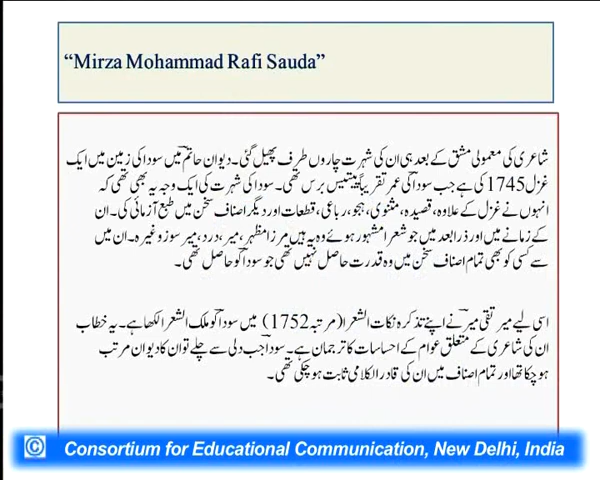 “Mirza Mohammad Rafi Sauda”
شاعری کی معمولی مشق کے بعد ہی ان کی شہرت چاروں طرف پھیل گئی۔ دیوان حاتم میں سودا کی زمین میں ایک
غزل 1745 کی ہے جب سودا کی عمر تقریباً پینتیس برس تھی۔ سودا کی شہرت کی ایک وجہ یہ بھی تھی کہ
انہوں نے غزل کے علاوہ، قصیدہ، مثنوی، ہجو، رباعی، قطعات اور دیگر اصناف سخن میں طبع آزمائی کی۔ ان
کے زمانے میں اور ذرا بعد میں جو شعرا مشہور ہوئے وہ یہ ہیں مرزا مظہر، میر، درد، میر سوز وغیرہ۔ ان میں
سے کسی کو بھی تمام اصناف سخن میں وہ قدرت حاصل نہیں تھی جو سودا کو حاصل تھی۔
اسی لیے میر تقی میر نے اپنے تذکرہ نکات الشعرا (مرتبہ 1752) میں سودا کو ملک الشعرا لکھا ہے۔ یہ خطاب
ان کی شاعری کے متعلق عوام کے احساسات کا ترجمان ہے۔ سودا جب دلی سے چلے تو ان کا دیوان مرتب
ہو چکا تھا اور تمام اصناف میں ان کی قادر الکلامی ثابت ہو چکی تھی۔
© Consortium for Educational Communication, New Delhi, India